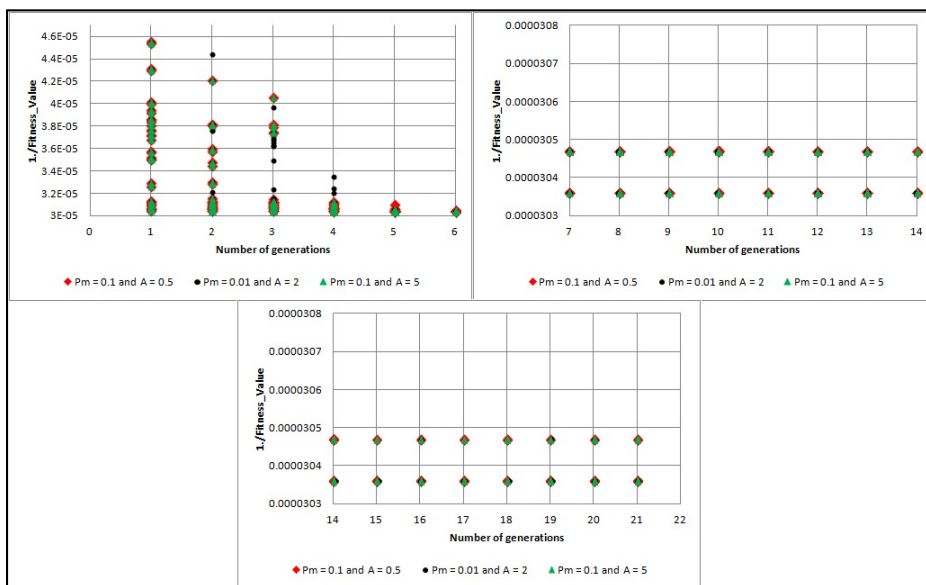 4.6E-05
4.4E-05
4.2E-05
4E-05
3.8E-05
3.6E-05
3.4E-05
3.2E-05
3E-05
1./Fitness_Value
0 1 2 3 4 5 6
Number of generations
Pm = 0.1 and A = 0.5 Pm = 0.01 and A = 2 Pm = 0.1 and A = 5
0.0000308
0.0000307
0.0000306
0.0000305
0.0000304
0.0000303
1./Fitness_Value
7 8 9 10 11 12 13 14
Number of generations
Pm = 0.1 and A = 0.5 Pm = 0.01 and A = 2 Pm = 0.1 and A = 5
0.0000308
0.0000307
0.0000306
0.0000305
0.0000304
0.0000303
1./Fitness_Value
14 15 16 17 18 19 20 21 22
Number of generations
Pm = 0.1 and A = 0.5 Pm = 0.01 and A = 2 Pm = 0.1 and A = 5